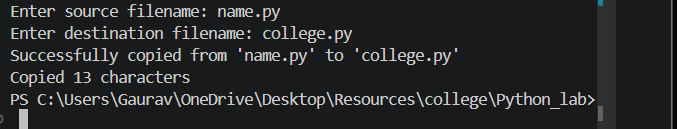 Enter source filename: name.py
Enter destination filename: college.py
Successfully copied from 'name.py' to 'college.py'
Copied 13 characters
PS C:\Users\Gaurav\OneDrive\Desktop\Resources\college\Python_lab>